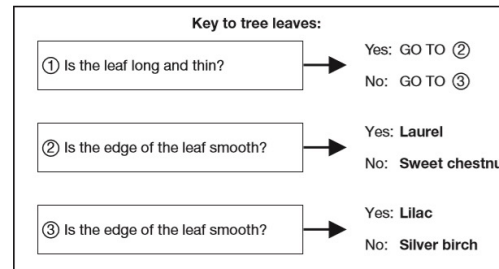 Key to tree leaves:
① Is the leaf long and thin?
Yes: GO TO ②
No: GO TO ③
② Is the edge of the leaf smooth?
Yes: Laurel
No: Sweet chestnu
③ Is the edge of the leaf smooth?
Yes: Lilac
No: Silver birch